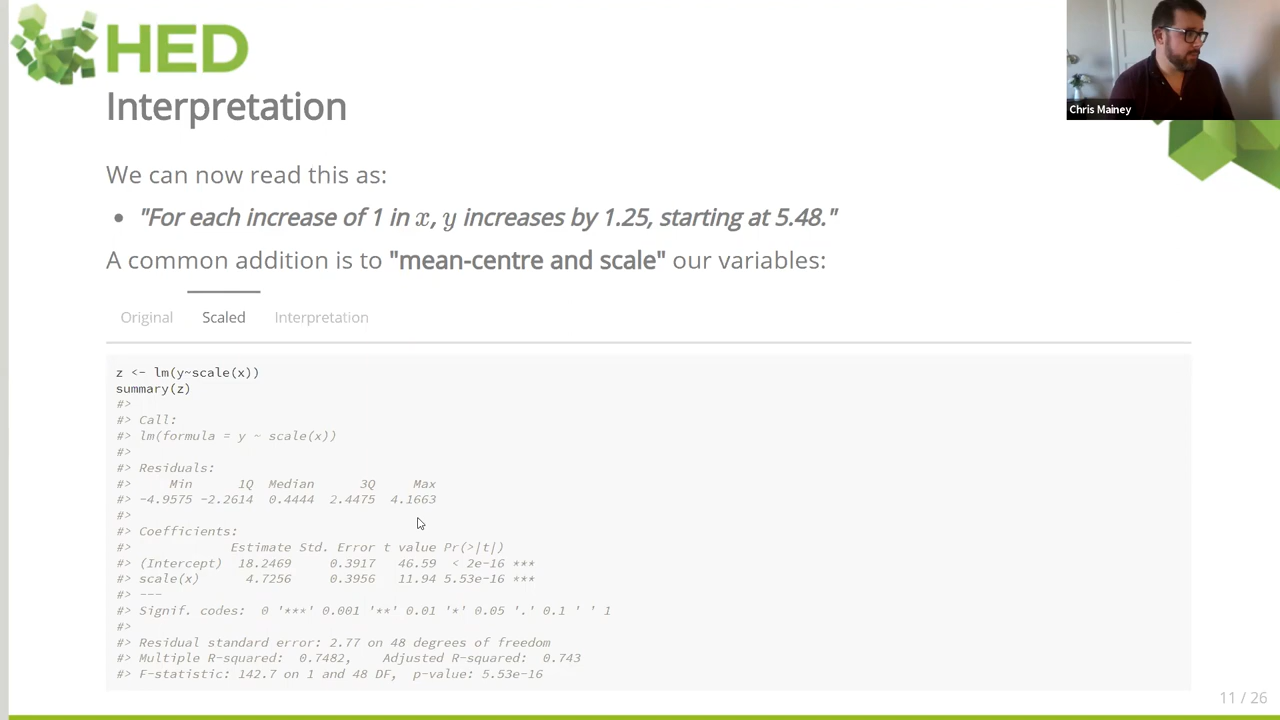 HED
Chris Mainey
Interpretation
We can now read this as:
• "For each increase of 1 in x, y increases by 1.25, starting at 5.48."
A common addition is to "mean-centre and scale" our variables:
Original Scaled Interpretation
z <- lm(y~scale(x))
summary(z)
#>
#> Call:
#> lm(formula = y ~ scale(x))
#>
#> Residuals:
#>     Min      1Q  Median      3Q     Max
#> -4.9575 -2.2614  0.4444  2.4475  4.1663
#>
#> Coefficients:
#>             Estimate Std. Error t value Pr(>|t|)
#> (Intercept)  18.2469     0.3917   46.59  < 2e-16 ***
#> scale(x)      4.7256     0.3956   11.94 5.53e-16 ***
#> ---
#> Signif. codes:  0 '***' 0.001 '**' 0.01 '*' 0.05 '.' 0.1 ' ' 1
#>
#> Residual standard error: 2.77 on 48 degrees of freedom
#> Multiple R-squared:  0.7482,    Adjusted R-squared:  0.743
#> F-statistic: 142.7 on 1 and 48 DF,  p-value: 5.53e-16
11 / 26